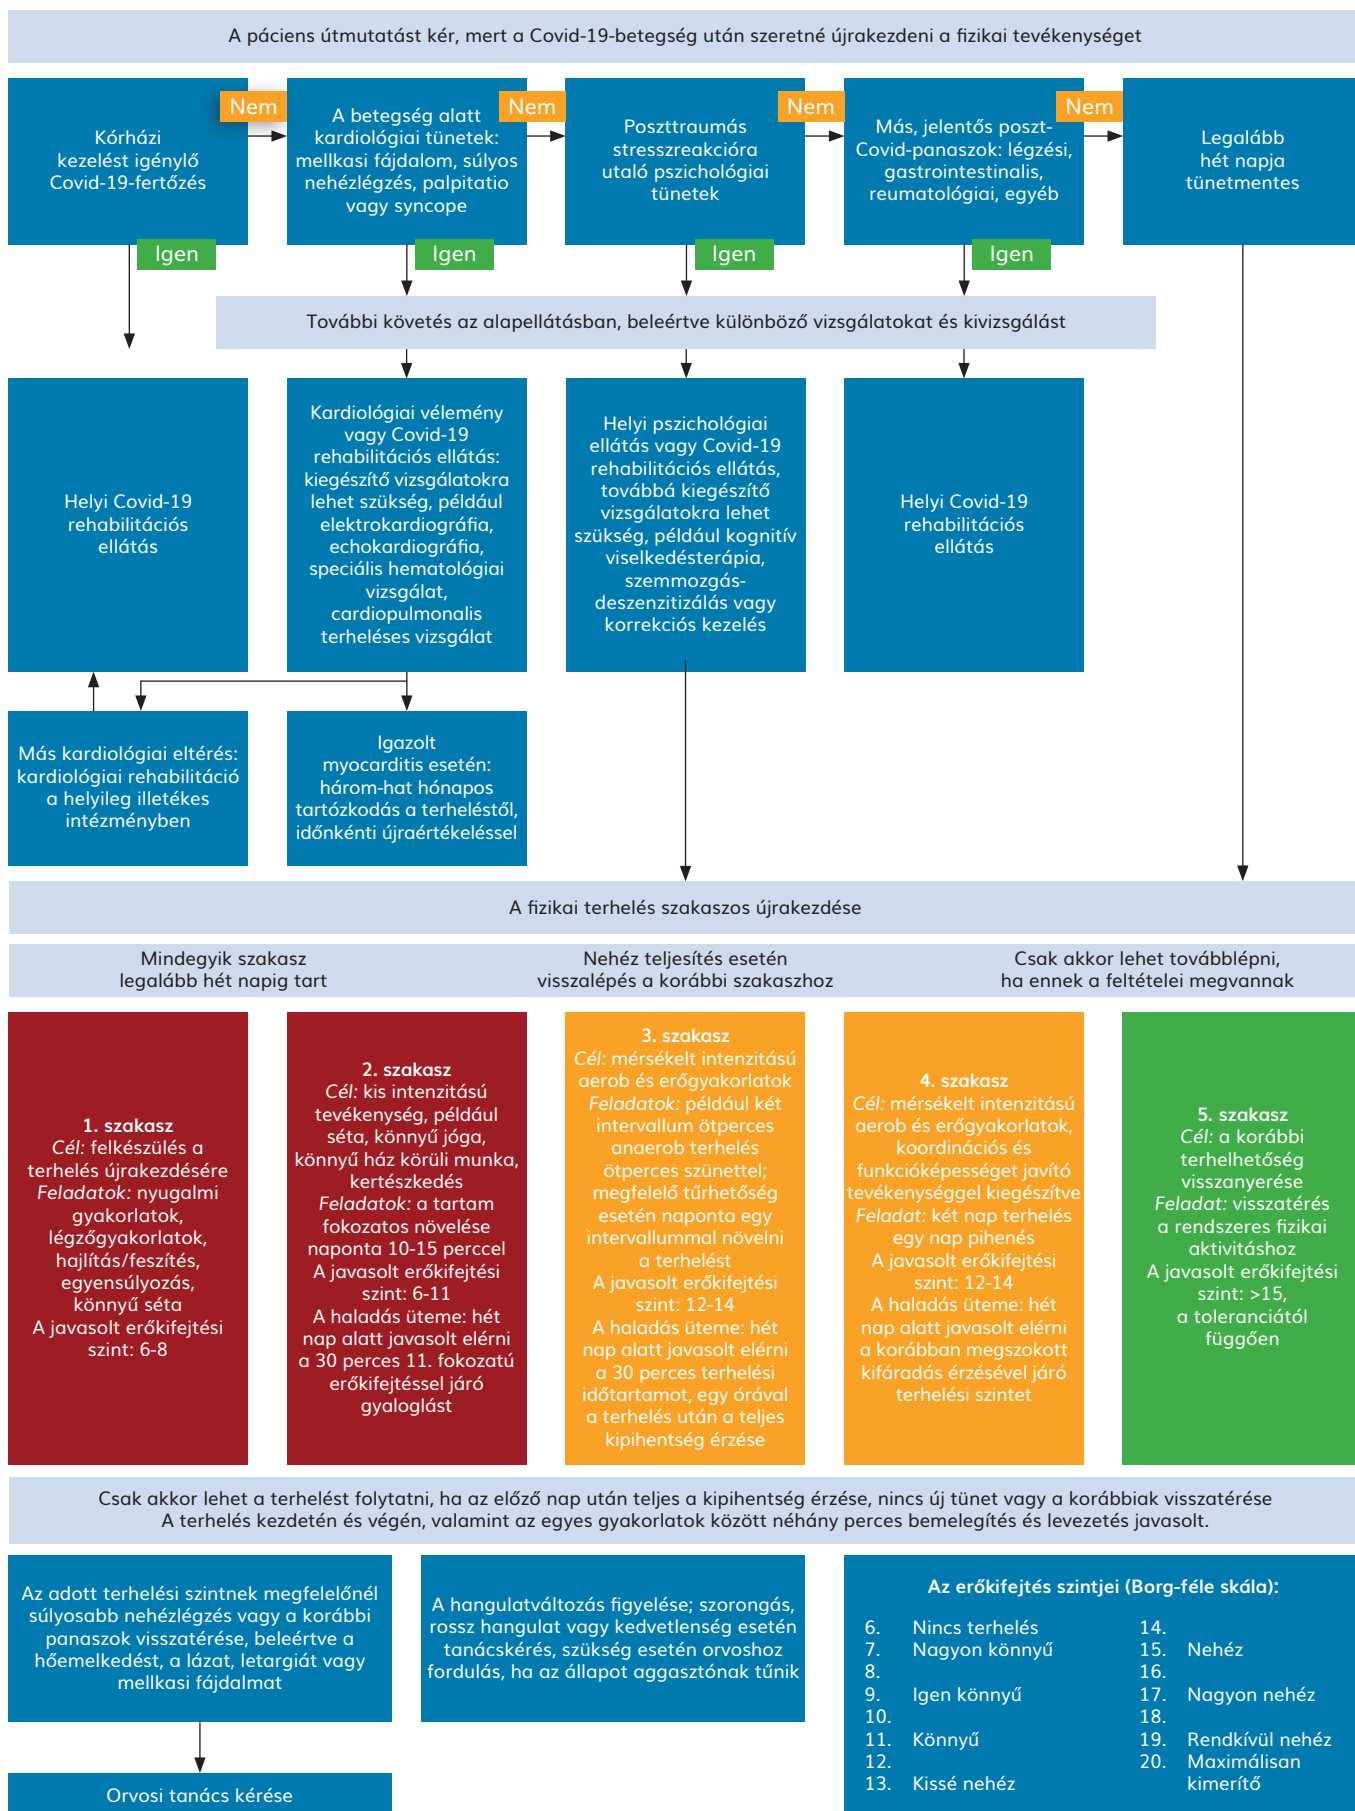 A páciens útmutatást kér, mert a Covid-19-betegség után szeretné újrakezdeni a fizikai tevékenységet
Kórházi
kezelést igénylő
Covid-19-fertőzés
Nem
A betegség alatt
kardiológiai tünetek:
mellkasi fájdalom, súlyos
nehézlégzés, palpitatio
vagy syncope
Nem
Poszttraumás
stresszreakcióra
utaló pszichológiai
tünetek
Nem
Más, jelentős poszt-
Covid-panaszok: légzési,
gastrointestinalis,
reumatológiai, egyéb
Nem
Legalább
hét napja
tünetmentes
Igen
Igen
Igen
Igen
További követés az alapellátásban, beleértve különböző vizsgálatokat és kivizsgálást
Helyi Covid-19
rehabilitációs
ellátás
Kardiológiai vélemény
vagy Covid-19
rehabilitációs ellátás:
kiegészítő vizsgálatokra
lehet szükség, például
elektrokardiográfia,
echokardiográfia,
speciális hematológiai
vizsgálat,
cardiopulmonalis
terheléses vizsgálat
Helyi pszichológiai
ellátás vagy Covid-19
rehabilitációs ellátás,
továbbá kiegészítő
vizsgálatokra lehet
szükség, például kognitív
viselkedésterápia,
szemmozgás-
deszenzitizálás vagy
korrekciós kezelés
Helyi Covid-19
rehabilitációs
ellátás
Más kardiológiai eltérés:
kardiológiai rehabilitáció
a helyileg illetékes
intézményben
Igazolt
myocarditis esetén:
három-hat hónapos
tartózkodás a terheléstől,
időnkénti újraértékeléssel
A fizikai terhelés szakaszos újrakezdése
Mindegyik szakasz
legalább hét napig tart
Nehéz teljesítés esetén
visszalépés a korábbi szakaszhoz
Csak akkor lehet továbblépni,
ha ennek a feltételei megvannak
1. szakasz
Cél: felkészülés a
terhelés újrakezdésére
Feladatok: nyugalmi
gyakorlatok,
légzőgyakorlatok,
hajlítás/feszítés,
egyensúlyozás,
könnyű séta
A javasolt erőkifejtési
szint: 6-8
2. szakasz
Cél: kis intenzitású
tevékenység, például
séta, könnyű jóga,
könnyű ház körüli munka,
kertészkedés
Feladatok: a tartam
fokozatos növelése
naponta 10-15 perccel
A javasolt erőkifejtési
szint: 6-11
A haladás üteme: hét
nap alatt javasolt elérni
a 30 perces 11. fokozatú
erőkifejtéssel járó
gyaloglást
3. szakasz
Cél: mérsékelt intenzitású
aerob és erőgyakorlatok
Feladatok: például két
intervallum ötperces
anaerob terhelés
ötperces szünettel;
megfelelő tűrhetőség
esetén naponta egy
intervallummal növelni
a terhelést
A javasolt erőkifejtési
szint: 12-14
A haladás üteme: hét
nap alatt javasolt elérni
a 30 perces terhelési
időtartamot, egy órával
a terhelés után a teljes
kipihentség érzése
4. szakasz
Cél: mérsékelt intenzitású
aerob és erőgyakorlatok,
koordinációs és
funkcióképességet javító
tevékenységgel kiegészítve
Feladat: két nap terhelés
egy nap pihenés
A javasolt erőkifejtési
szint: 12-14
A haladás üteme: hét
nap alatt javasolt elérni
a korábban megszokott
kifáradás érzésével járó
terhelési szintet
5. szakasz
Cél: a korábbi
terhelhetőség
visszanyerése
Feladat: visszatérés
a rendszeres fizikai
aktivitáshoz
A javasolt erőkifejtési
szint: >15,
a toleranciától
függően
Csak akkor lehet a terhelést folytatni, ha az előző nap után teljes a kipihentség érzése, nincs új tünet vagy a korábbiak visszatérése
A terhelés kezdetén és végén, valamint az egyes gyakorlatok között néhány perces bemelegítés és levezetés javasolt.
Az adott terhelési szintnek megfelelőnél
súlyosabb nehézlégzés vagy a korábbi
panaszok visszatérése, beleértve a
hőemelkedést, a lázat, letargiát vagy
mellkasi fájdalmat
Orvosi tanács kérése
A hangulatváltozás figyelése; szorongás,
rossz hangulat vagy kedvetlenség esetén
tanácskérés, szükség esetén orvoshoz
fordulás, ha az állapot aggasztónak tűnik
Az erőkifejtés szintjei (Borg-féle skála):
6. Nincs terhelés
7. Nagyon könnyű
8.
9. Igen könnyű
10.
11. Könnyű
12.
13. Kissé nehéz
14.
15. Nehéz
16.
17. Nagyon nehéz
18.
19. Rendkívül nehéz
20. Maximálisan
kimerítő